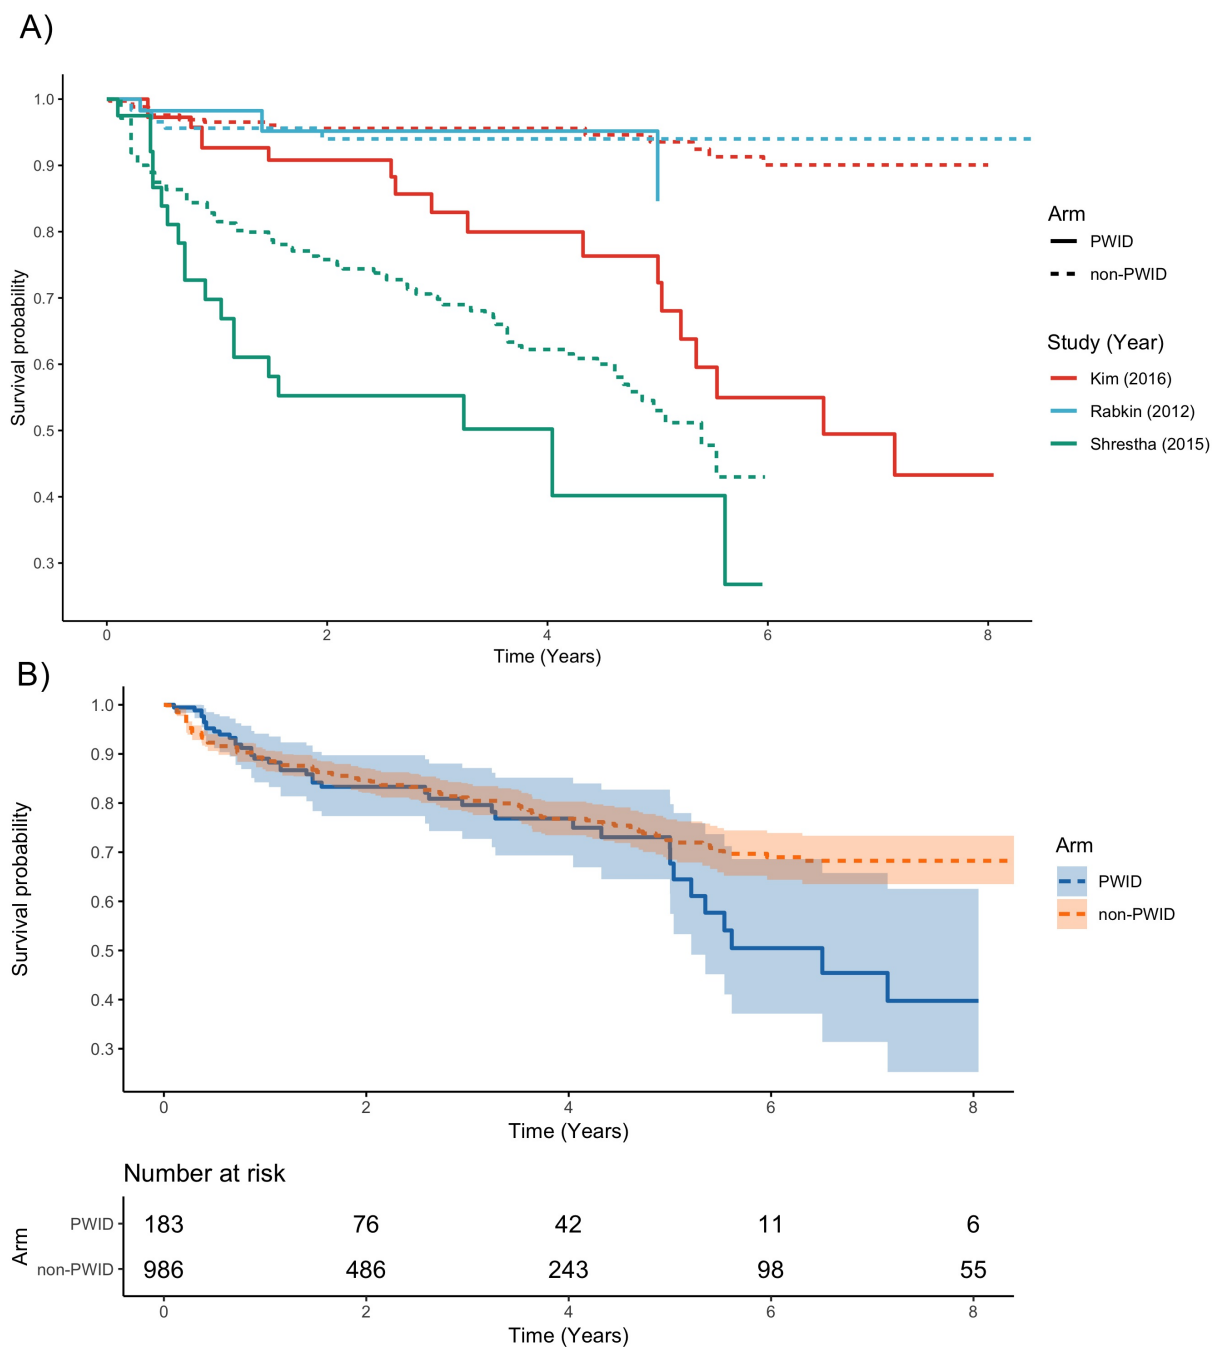 A)
Survival probability
1.0
0.9
0.8
0.7
0.6
0.5
0.4
0.3
0 2 4 6 8
Time (Years)
Arm
PWID
non-PWID
Study (Year)
Kim (2016)
Rabkin (2012)
Shrestha (2015)
B)
Survival probability
1.0
0.9
0.8
0.7
0.6
0.5
0.4
0.3
0 2 4 6 8
Time (Years)
Arm
PWID
non-PWID
Number at risk
Arm
PWID 183 76 42 11 6
non-PWID 986 486 243 98 55
0 2 4 6 8
Time (Years)